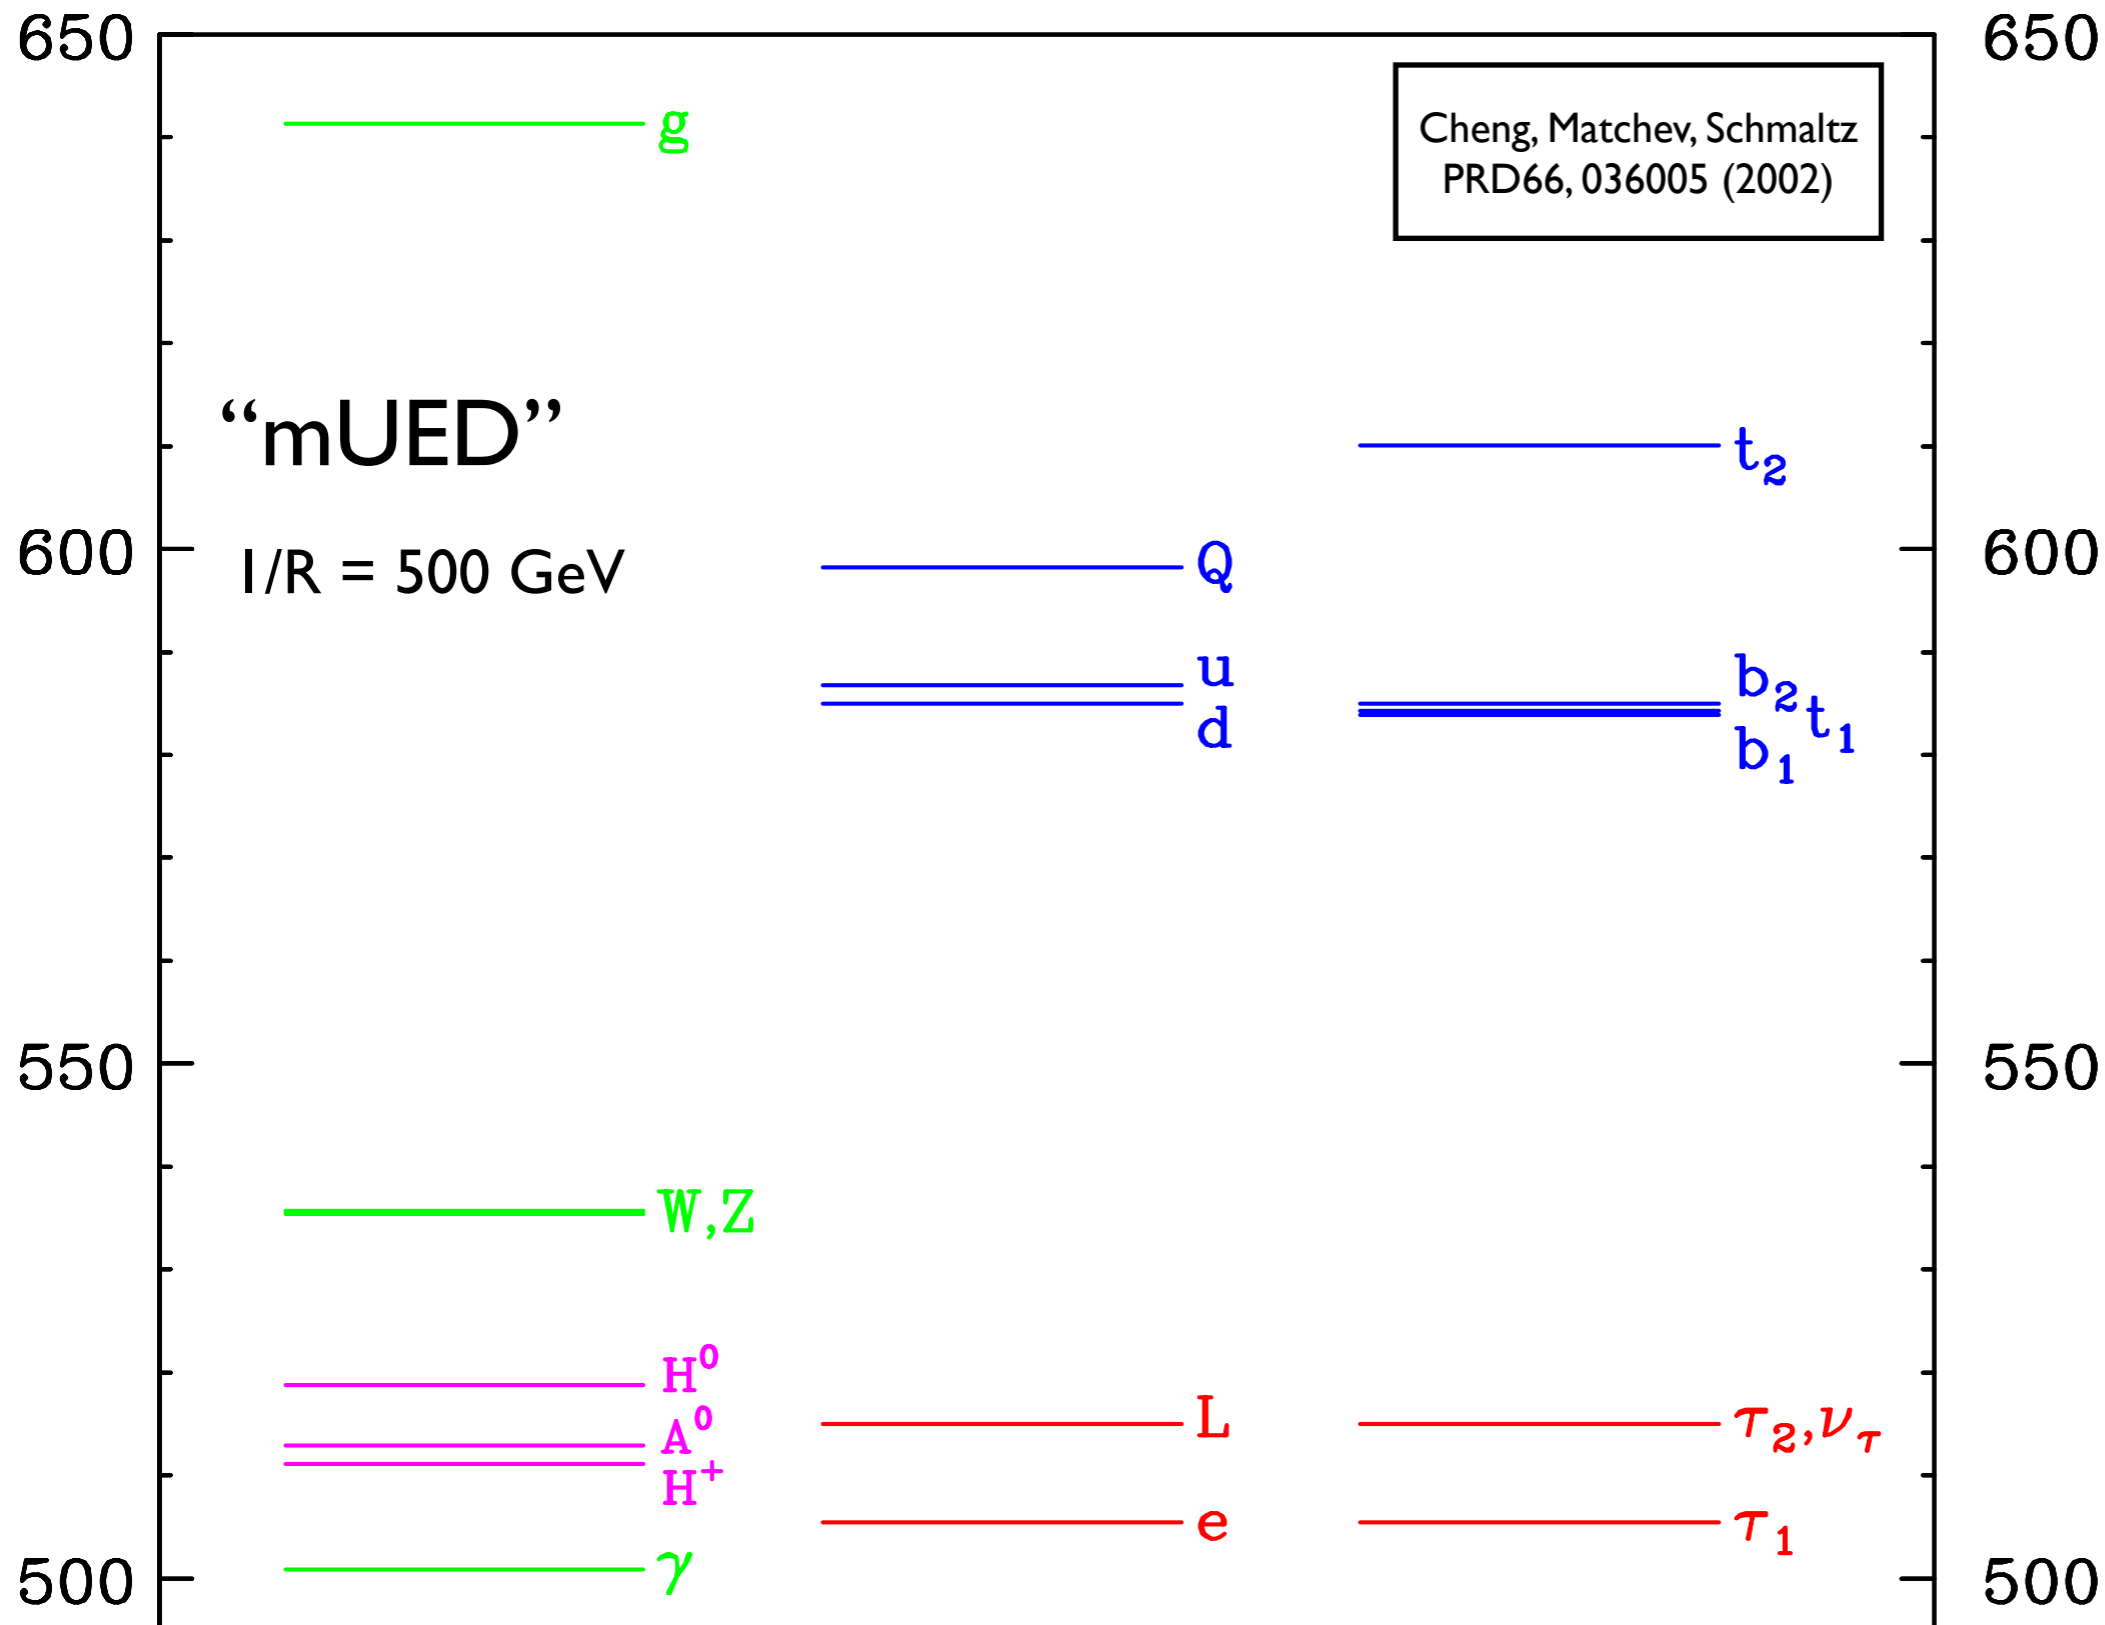 650
650
g
Cheng, Matchev, Schmaltz
PRD66, 036005 (2002)
“mUED”
t₂
600
600
1/R = 500 GeV
Q
u
d
b₂
t₁
b₁
550
550
W,Z
H⁰
A⁰
H⁺
L
τ₂,ν_τ
e
τ₁
γ
500
500